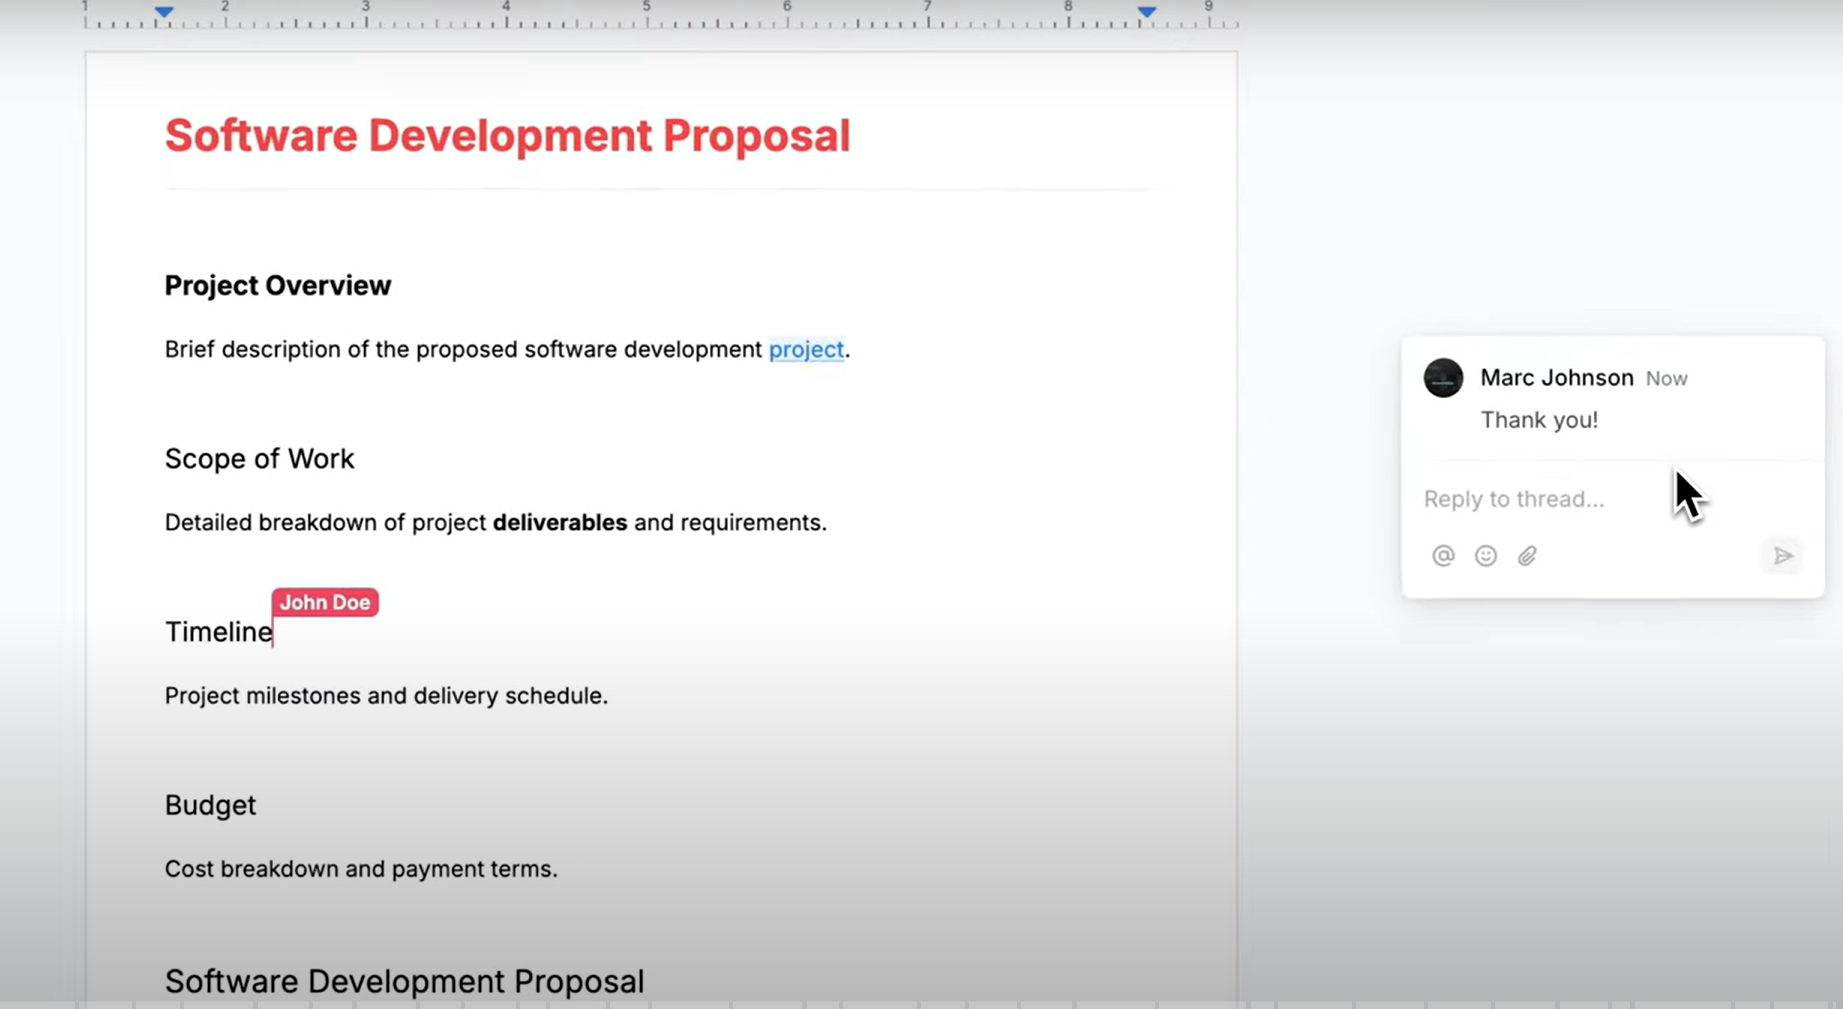 1 2 3 4 5 6 7 8 9
Software Development Proposal
Project Overview
Brief description of the proposed software development project.
Scope of Work
Detailed breakdown of project deliverables and requirements.
John Doe
Timeline
Project milestones and delivery schedule.
Budget
Cost breakdown and payment terms.
Software Development Proposal
Marc Johnson Now
Thank you!
Reply to thread...
@